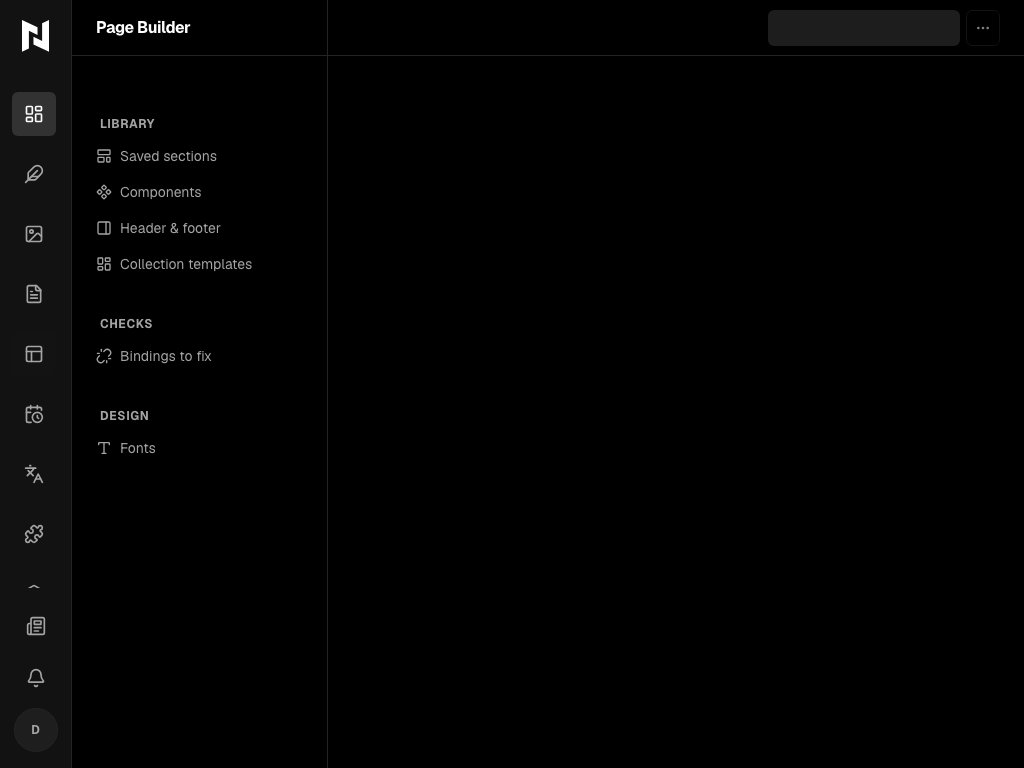 Page Builder
LIBRARY
Saved sections
Components
Header & footer
Collection templates
CHECKS
Bindings to fix
DESIGN
Fonts
D